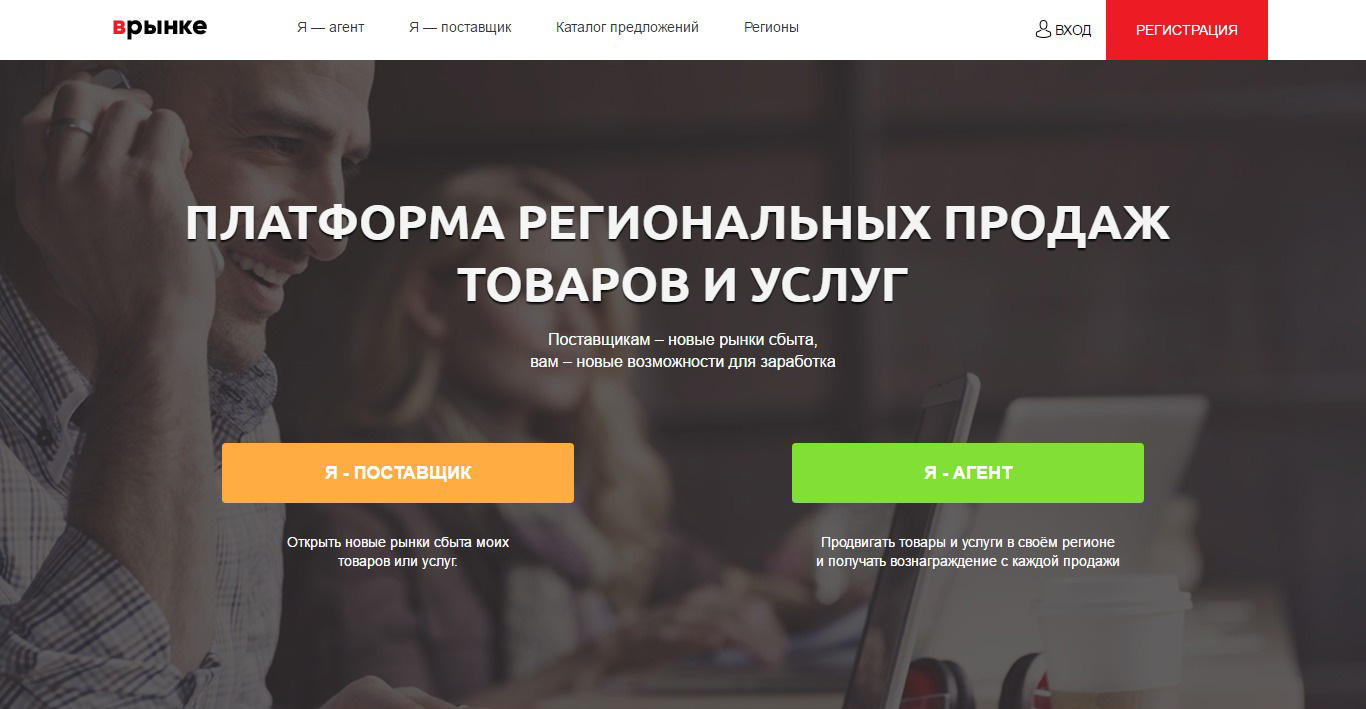 врынке
Я — агент
Я — поставщик
Каталог предложений
Регионы
ВХОД
РЕГИСТРАЦИЯ
ПЛАТФОРМА РЕГИОНАЛЬНЫХ ПРОДАЖ
ТОВАРОВ И УСЛУГ
Поставщикам – новые рынки сбыта,
вам – новые возможности для заработка
Я - ПОСТАВЩИК
Открыть новые рынки сбыта моих
товаров или услуг.
Я - АГЕНТ
Продвигать товары и услуги в своём регионе
и получать вознаграждение с каждой продажи